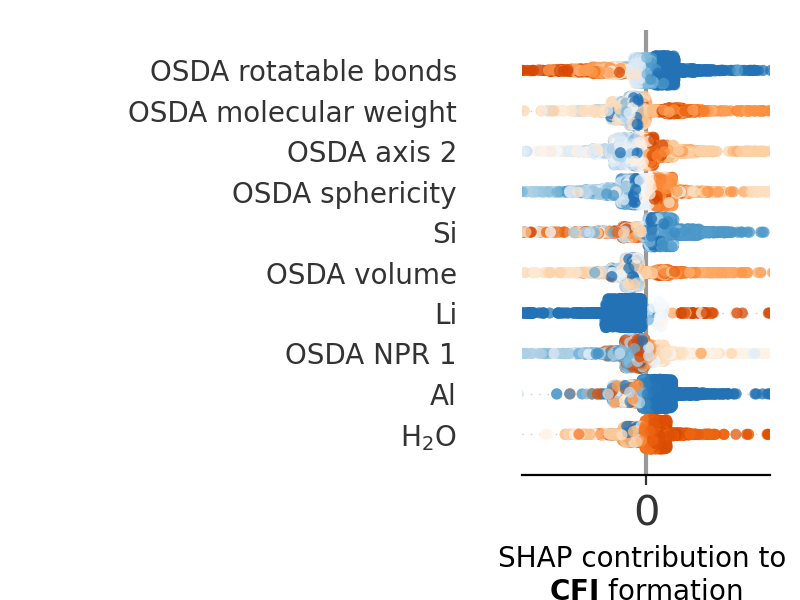 OSDA rotatable bonds
OSDA molecular weight
OSDA axis 2
OSDA sphericity
Si
OSDA volume
Li
OSDA NPR 1
Al
H₂O
0
SHAP contribution to
CFI formation